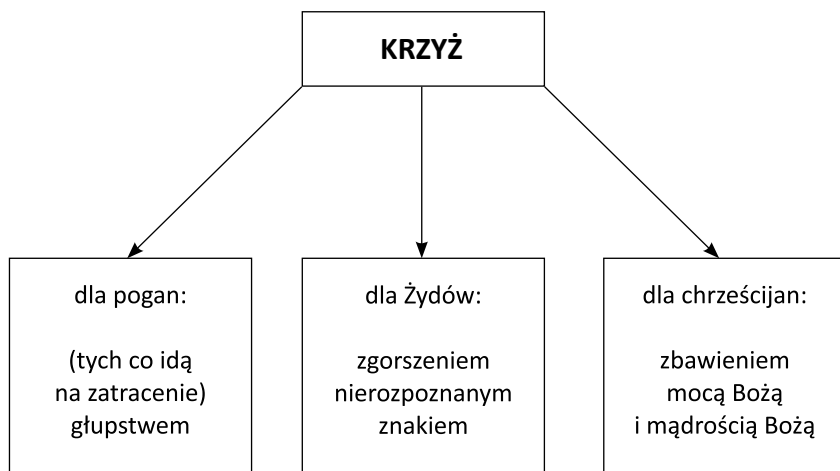 KRZYŻ
dla pogan:
(tych co idą
na zatracenie)
głupstwem
dla Żydów:
zgorszeniem
nierozpoznanym
znakiem
dla chrześcijan:
zbawieniem
mocą Bożą
i mądrością Bożą